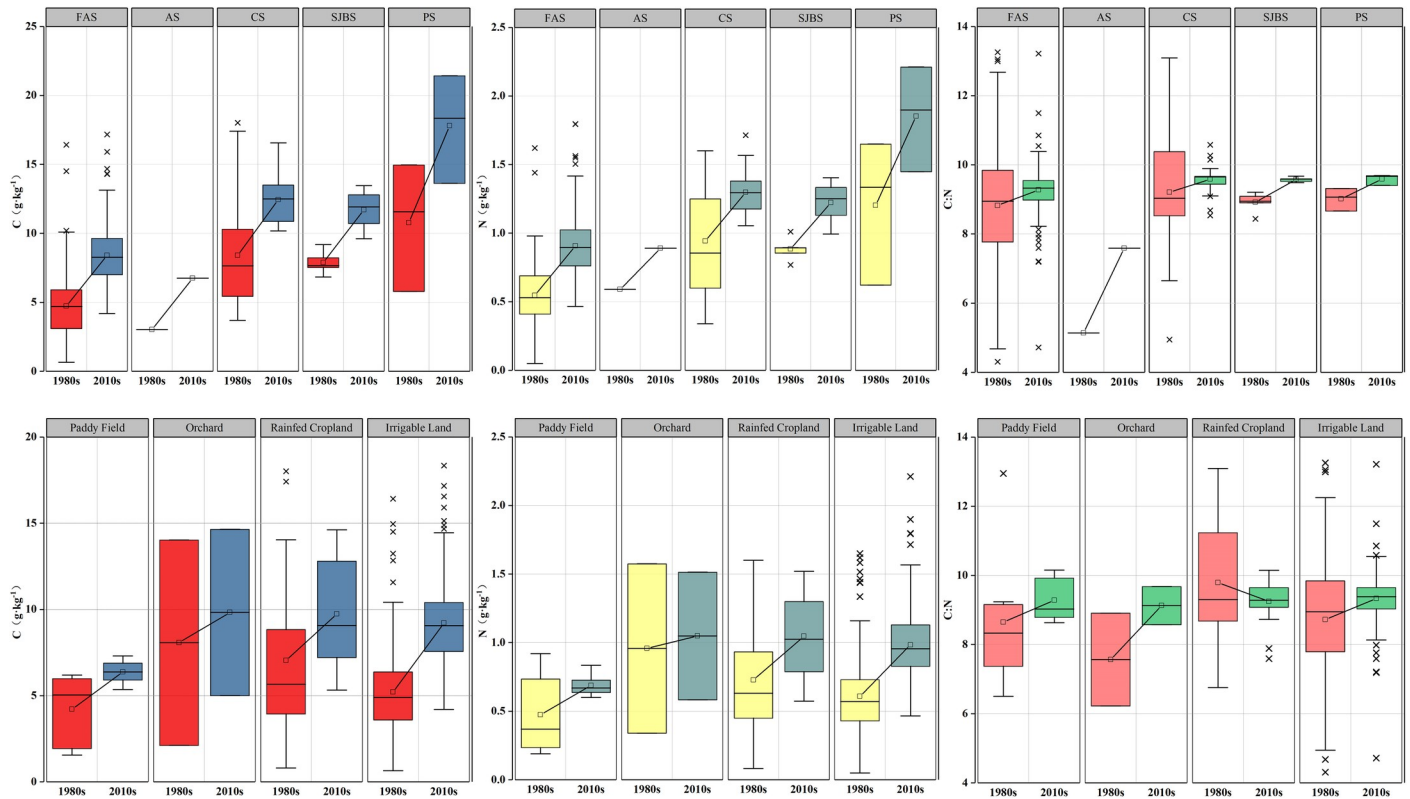 FAS AS CS SJBS PS
25
20
15
10
5
0
C（g·kg⁻¹）
1980s 2010s 1980s 2010s 1980s 2010s 1980s 2010s 1980s 2010s
FAS AS CS SJBS PS
2.5
2.0
1.5
1.0
0.5
0.0
N（g·kg⁻¹）
1980s 2010s 1980s 2010s 1980s 2010s 1980s 2010s 1980s 2010s
FAS AS CS SJBS PS
14
12
10
8
6
4
C:N
1980s 2010s 1980s 2010s 1980s 2010s 1980s 2010s 1980s 2010s
Paddy Field Orchard Rainfed Cropland Irrigable Land
20
15
10
5
0
C（g·kg⁻¹）
1980s 2010s 1980s 2010s 1980s 2010s 1980s 2010s
Paddy Field Orchard Rainfed Cropland Irrigable Land
2.5
2.0
1.5
1.0
0.5
0.0
N（g·kg⁻¹）
1980s 2010s 1980s 2010s 1980s 2010s 1980s 2010s
Paddy Field Orchard Rainfed Cropland Irrigable Land
14
12
10
8
6
4
C:N
1980s 2010s 1980s 2010s 1980s 2010s 1980s 2010s